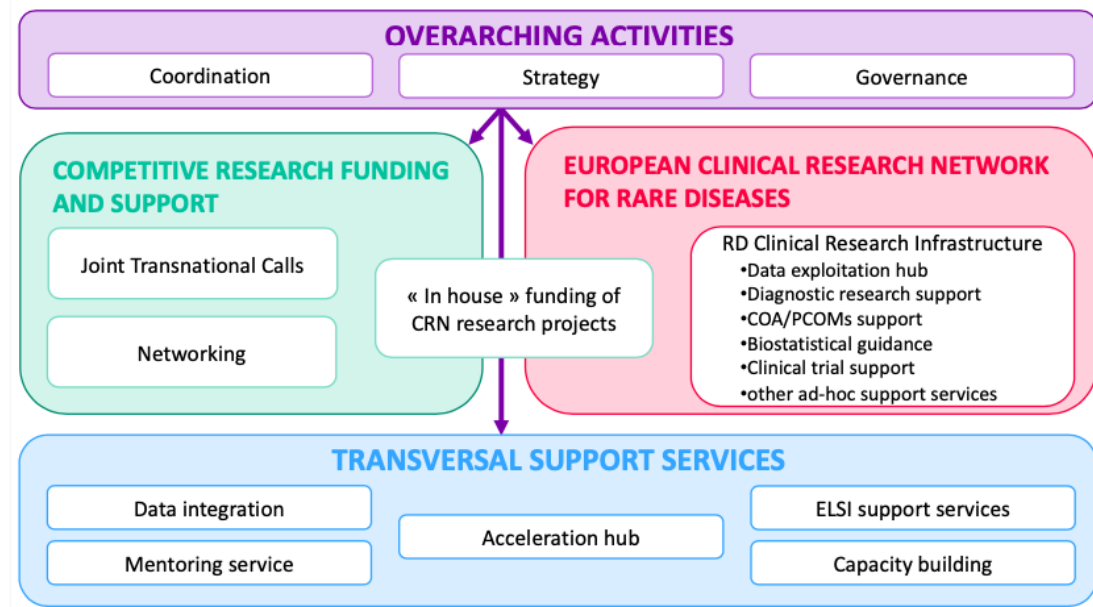 OVERARCHING ACTIVITIES
Coordination
Strategy
Governance
COMPETITIVE RESEARCH FUNDING
AND SUPPORT
Joint Transnational Calls
Networking
« In house » funding of
CRN research projects
EUROPEAN CLINICAL RESEARCH NETWORK
FOR RARE DISEASES
RD Clinical Research Infrastructure
•Data exploitation hub
•Diagnostic research support
•COA/PCOMs support
•Biostatistical guidance
•Clinical trial support
•other ad-hoc support services
TRANSVERSAL SUPPORT SERVICES
Data integration
Mentoring service
Acceleration hub
ELSI support services
Capacity building